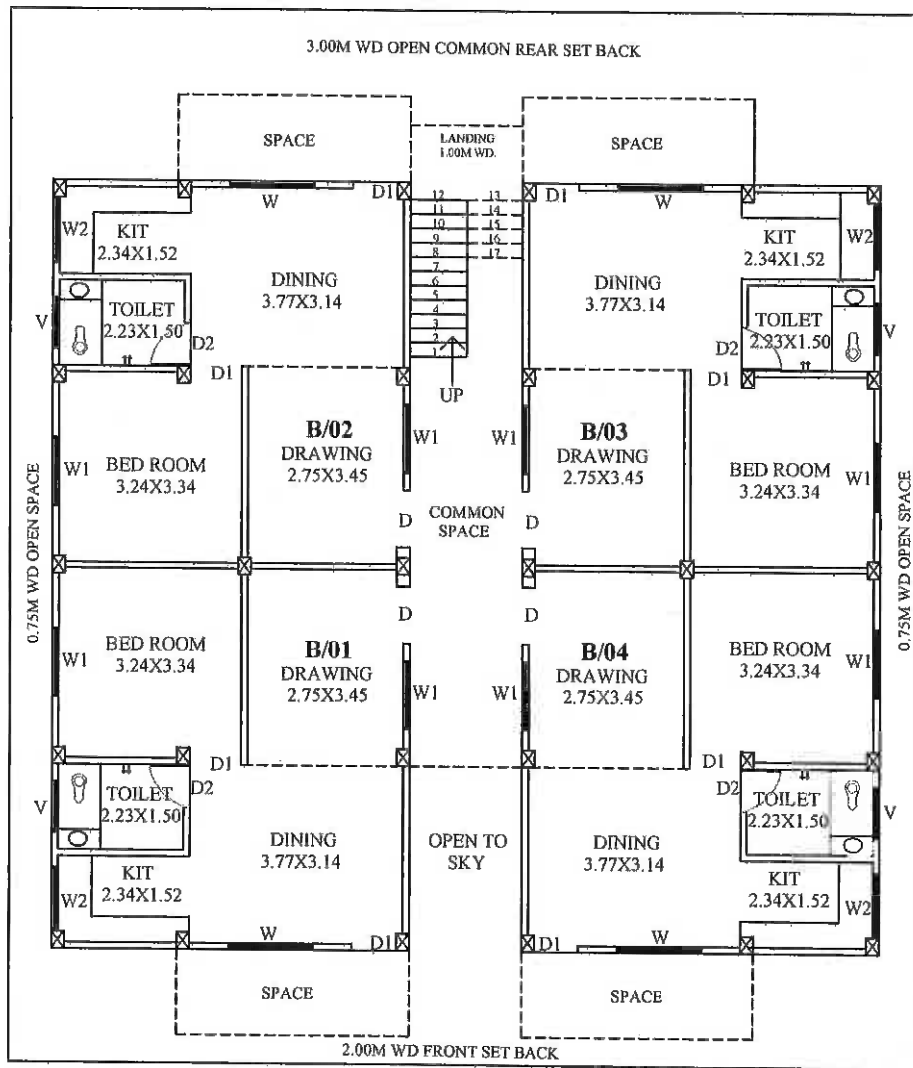 3.00M WD OPEN COMMON REAR SET BACK
SPACE
LANDING
1.00M WD.
SPACE
W
D1
D1
W
W2
KIT
2.34X1.52
12
13
11
14
10
15
9
16
8
17
7
6
5
4
3
2
1
UP
KIT
2.34X1.52
W2
DINING
3.77X3.14
DINING
3.77X3.14
V
TOILET
2.23X1.50
D2
D1
TOILET
2.23X1.50
D2
D1
V
0.75M WD OPEN SPACE
W1
BED ROOM
3.24X3.34
B/02
DRAWING
2.75X3.45
W1
W1
B/03
DRAWING
2.75X3.45
BED ROOM
3.24X3.34
W1
0.75M WD OPEN SPACE
D
COMMON
SPACE
D
W1
BED ROOM
3.24X3.34
B/01
DRAWING
2.75X3.45
D
D
W1
W1
B/04
DRAWING
2.75X3.45
BED ROOM
3.24X3.34
W1
D1
D1
V
TOILET
2.23X1.50
D2
D2
TOILET
2.23X1.50
V
DINING
3.77X3.14
OPEN TO
SKY
DINING
3.77X3.14
W2
KIT
2.34X1.52
KIT
2.34X1.52
W2
W
D1
D1
W
SPACE
SPACE
2.00M WD FRONT SET BACK